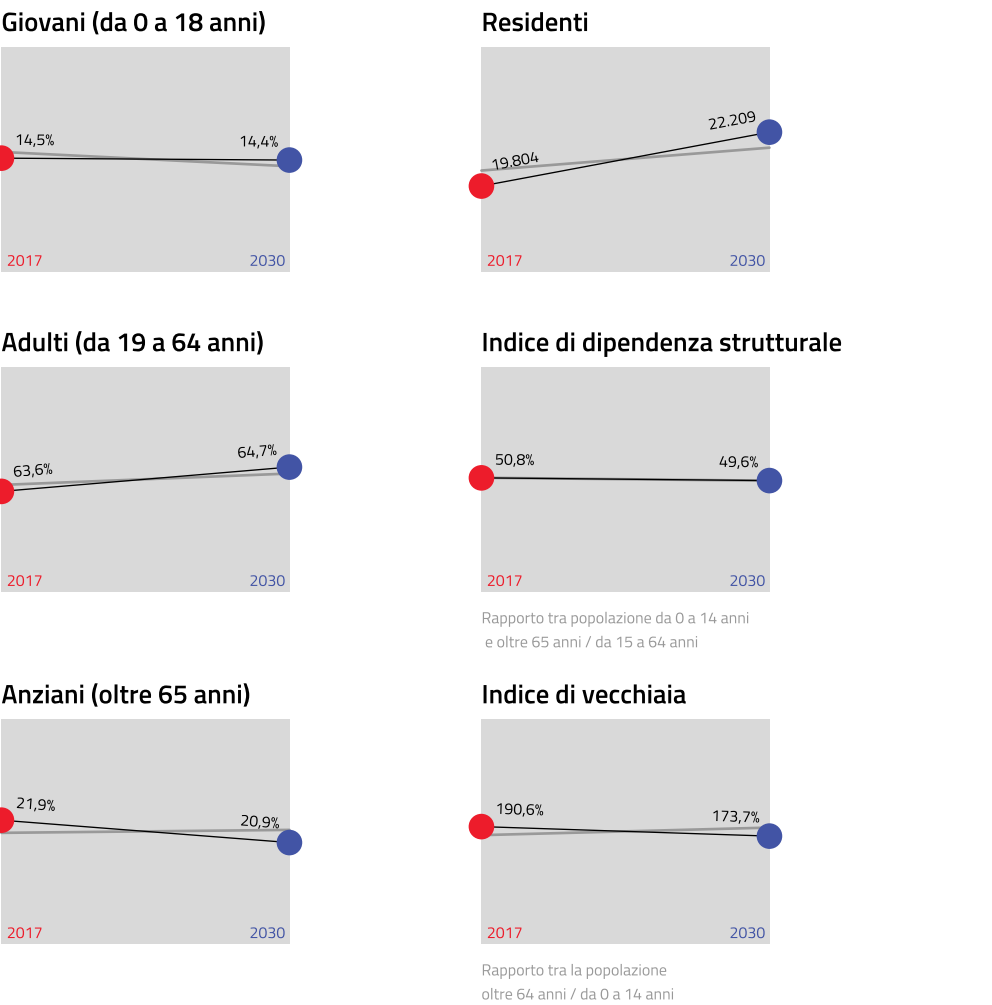 Giovani (da 0 a 18 anni)
14,5%
14,4%
2017
2030
Residenti
19.804
22.209
2017
2030
Adulti (da 19 a 64 anni)
63,6%
64,7%
2017
2030
Indice di dipendenza strutturale
50,8%
49,6%
2017
2030
Rapporto tra popolazione da 0 a 14 anni
e oltre 65 anni / da 15 a 64 anni
Anziani (oltre 65 anni)
21,9%
20,9%
2017
2030
Indice di vecchiaia
190,6%
173,7%
2017
2030
Rapporto tra la popolazione
oltre 64 anni / da 0 a 14 anni